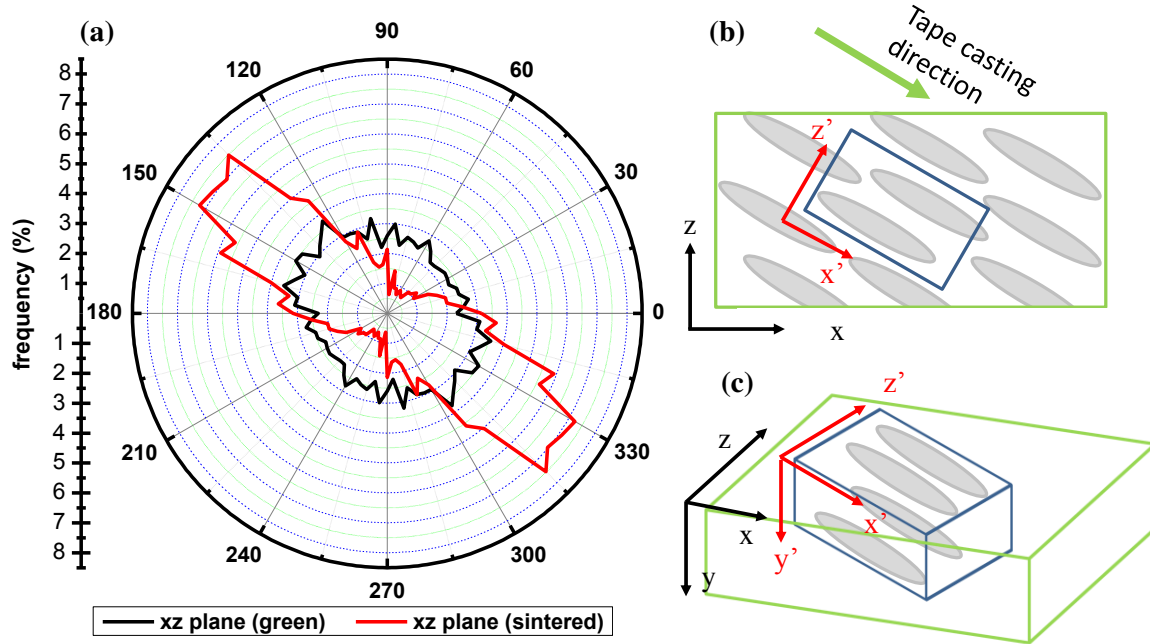 (a)
90
120
60
150
30
180
0
210
330
240
300
270
8
7
6
5
4
3
2
1
1
2
3
4
5
6
7
8
frequency (%)
xz plane (green)
xz plane (sintered)
(b)
Tape casting
direction
z'
x'
z
x
(c)
z'
z
x'
x
y'
y